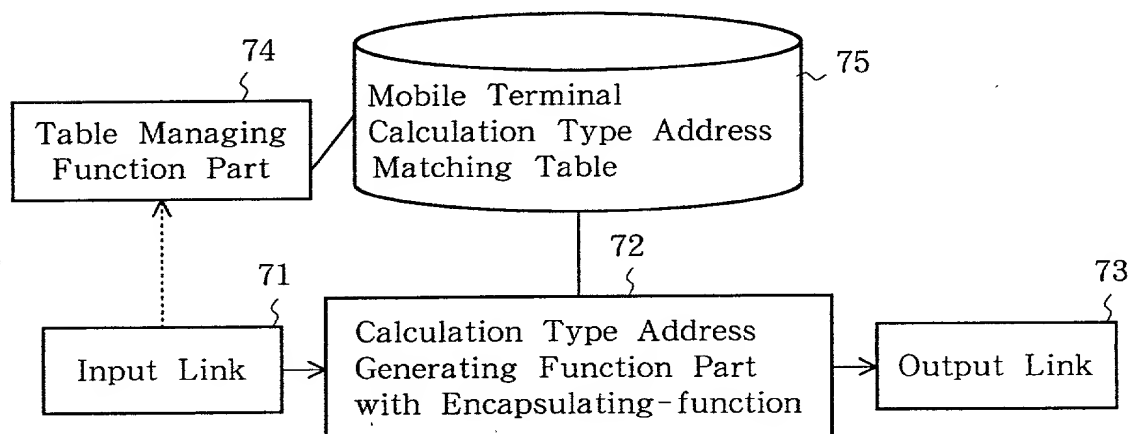 74
75
Mobile Terminal
Calculation Type Address
Matching Table
Table Managing
Function Part
72
71
73
Calculation Type Address
Generating Function Part
with Encapsulating-function
Input Link
Output Link